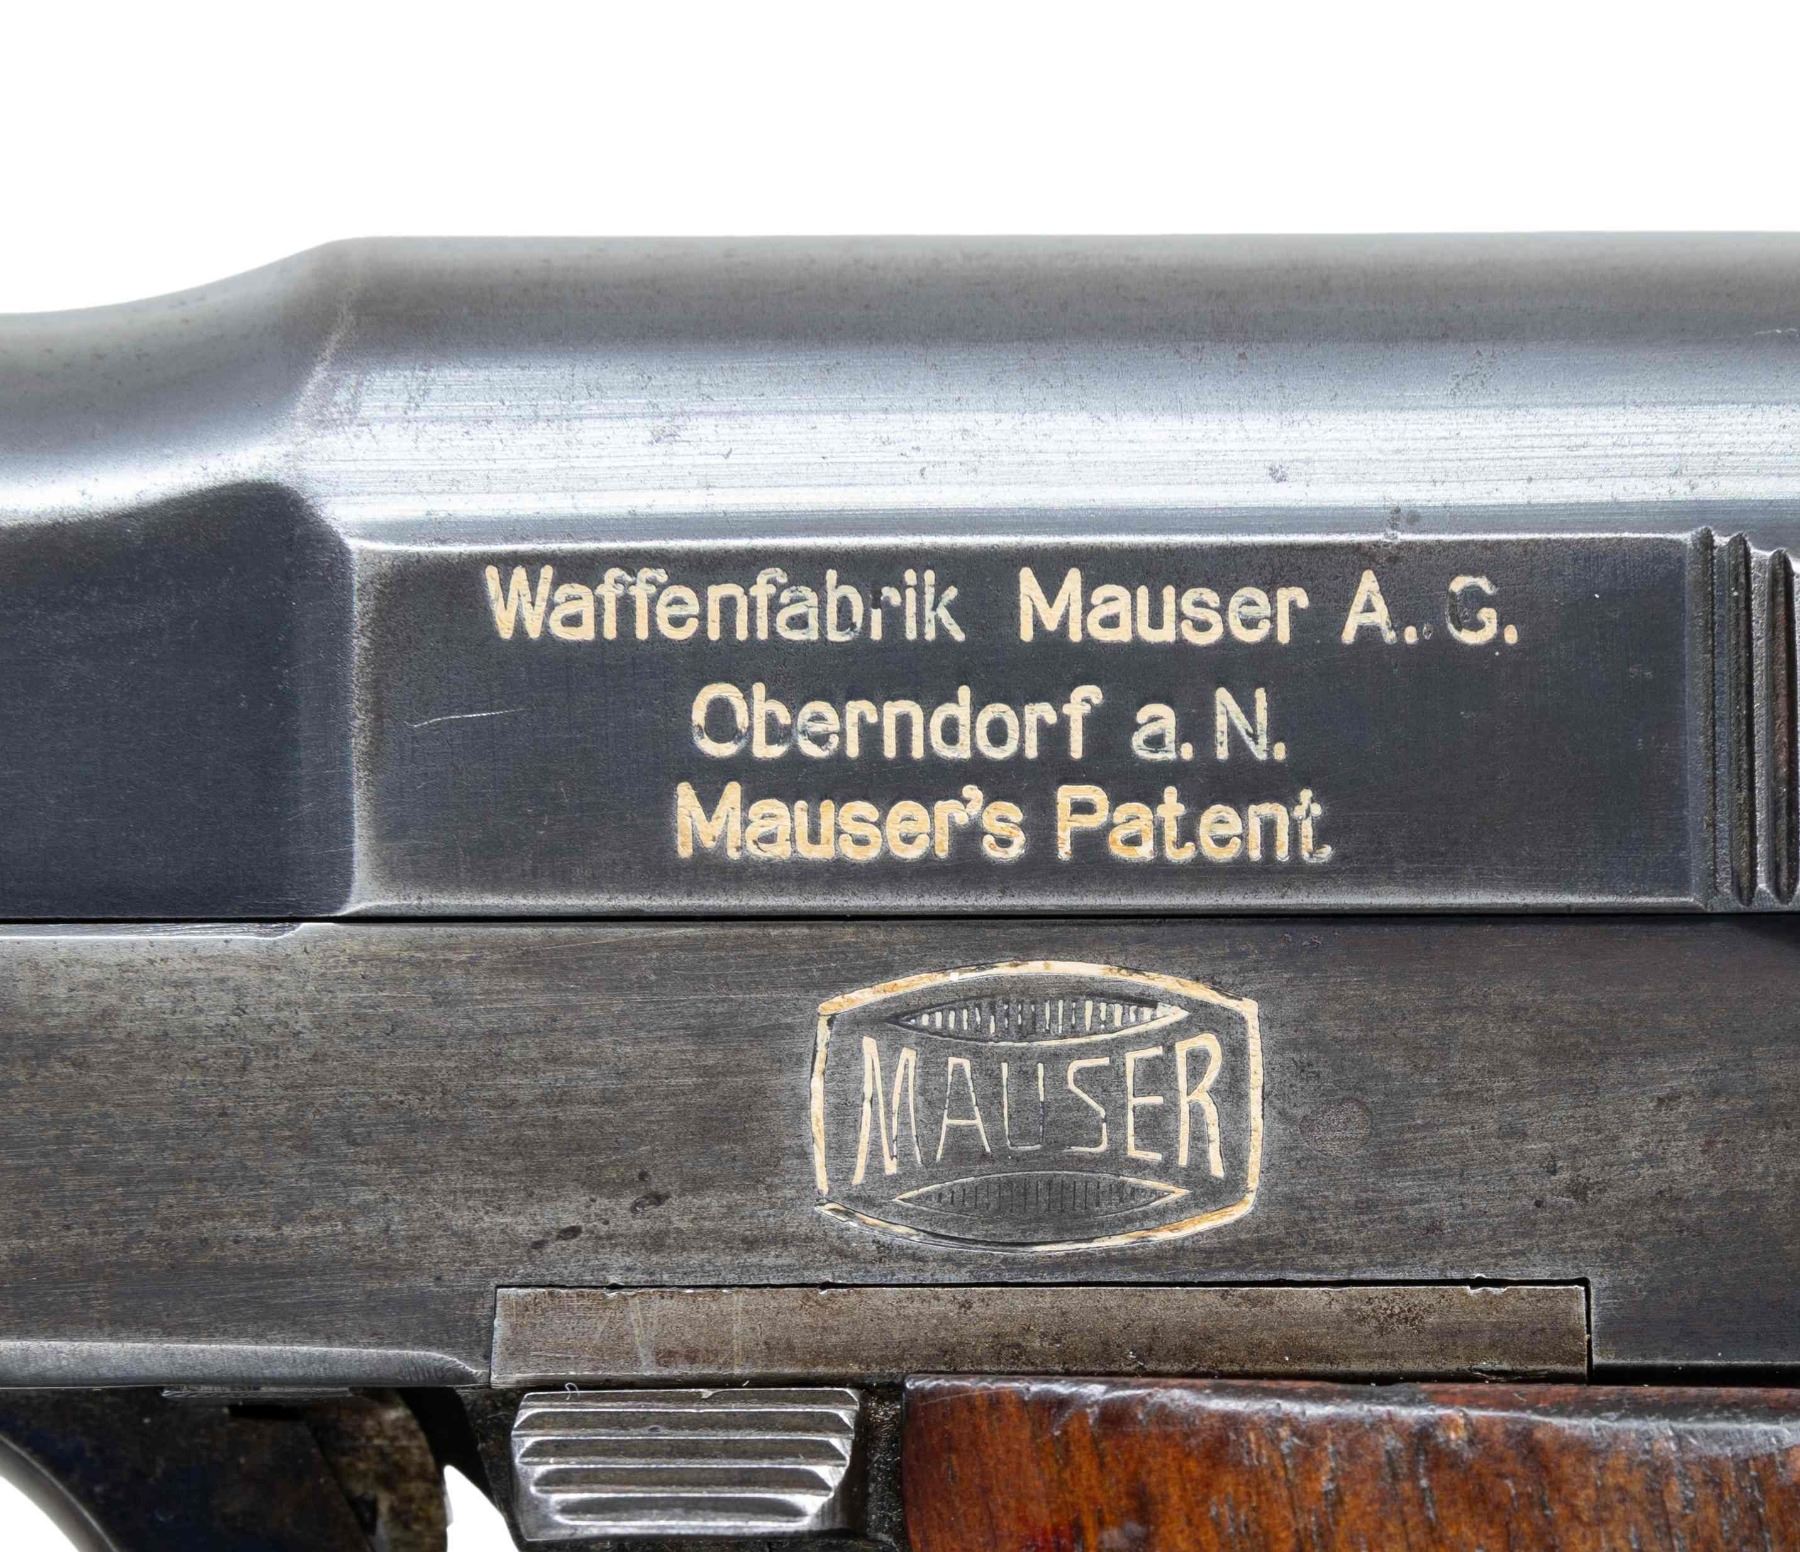 Waffenfabrik Mauser A. G.
Oberndorf a. N.
Mauser's Patent
MAUSER